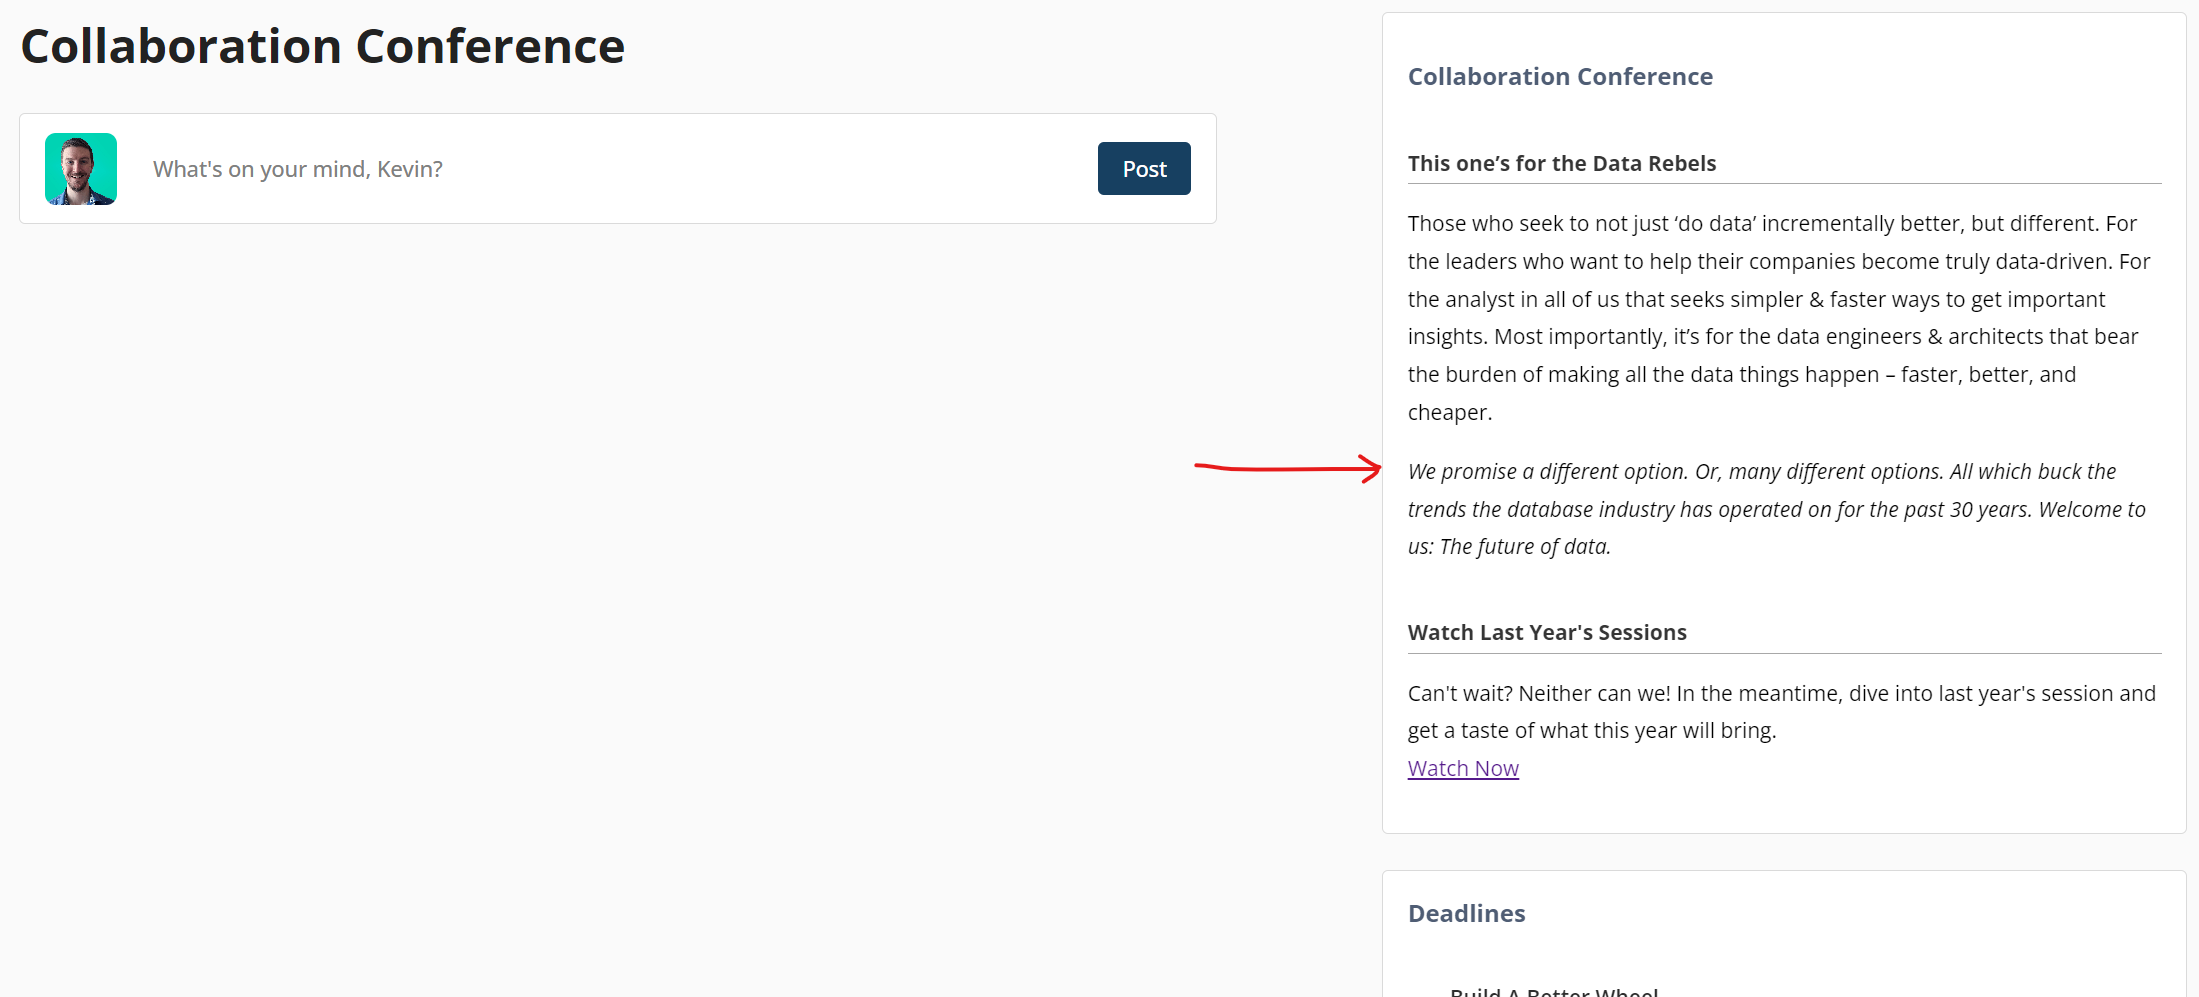 Collaboration Conference
What's on your mind, Kevin?
Post
Collaboration Conference
This one’s for the Data Rebels
Those who seek to not just ‘do data’ incrementally better, but different. For
the leaders who want to help their companies become truly data-driven. For
the analyst in all of us that seeks simpler & faster ways to get important
insights. Most importantly, it’s for the data engineers & architects that bear
the burden of making all the data things happen – faster, better, and
cheaper.
We promise a different option. Or, many different options. All which buck the
trends the database industry has operated on for the past 30 years. Welcome to
us: The future of data.
Watch Last Year's Sessions
Can't wait? Neither can we! In the meantime, dive into last year's session and
get a taste of what this year will bring.
Watch Now
Deadlines
Build A Better Wheel